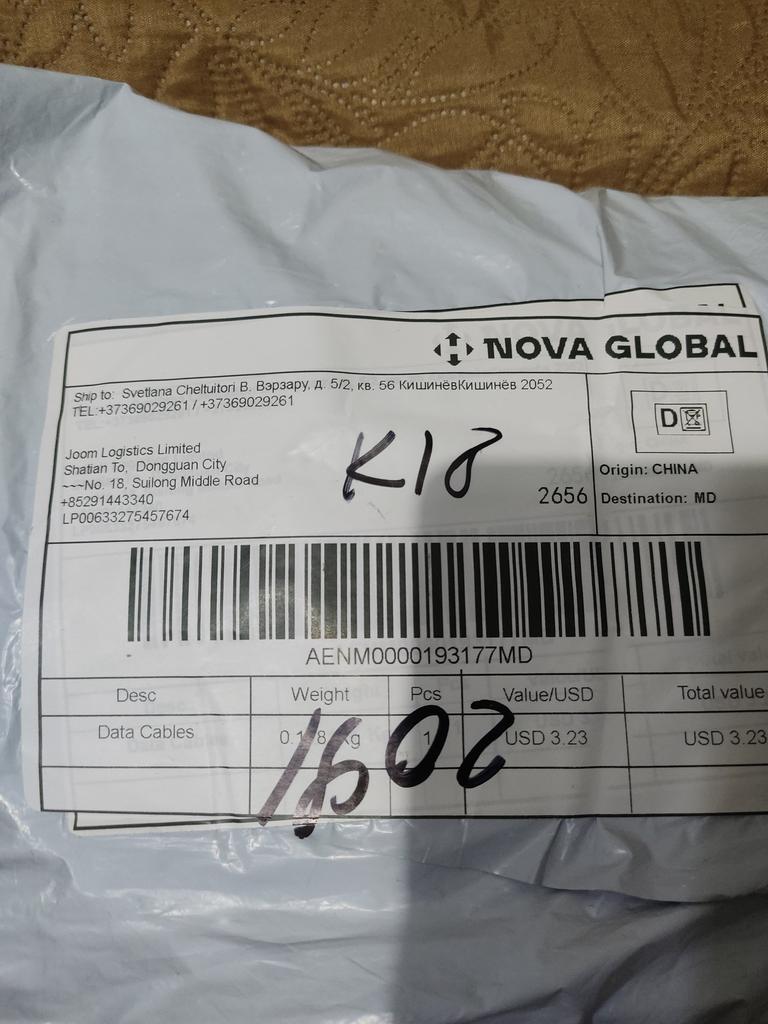 NOVA GLOBAL
Ship to: Svetlana Cheltuitori В. Вэрзару, д. 5/2, кв. 56 КишинёвКишинёв 2052
TEL:+37369029261 / +37369029261
D
Joom Logistics Limited
Shatian To, Dongguan City
~~~No. 18, Suilong Middle Road
+85291443340
LP00633275457674
K18
2656
Origin: CHINA
Destination: MD
AENM0000193177MD
Desc Weight Pcs Value/USD Total value
Data Cables 1 USD 3.23 USD 3.23